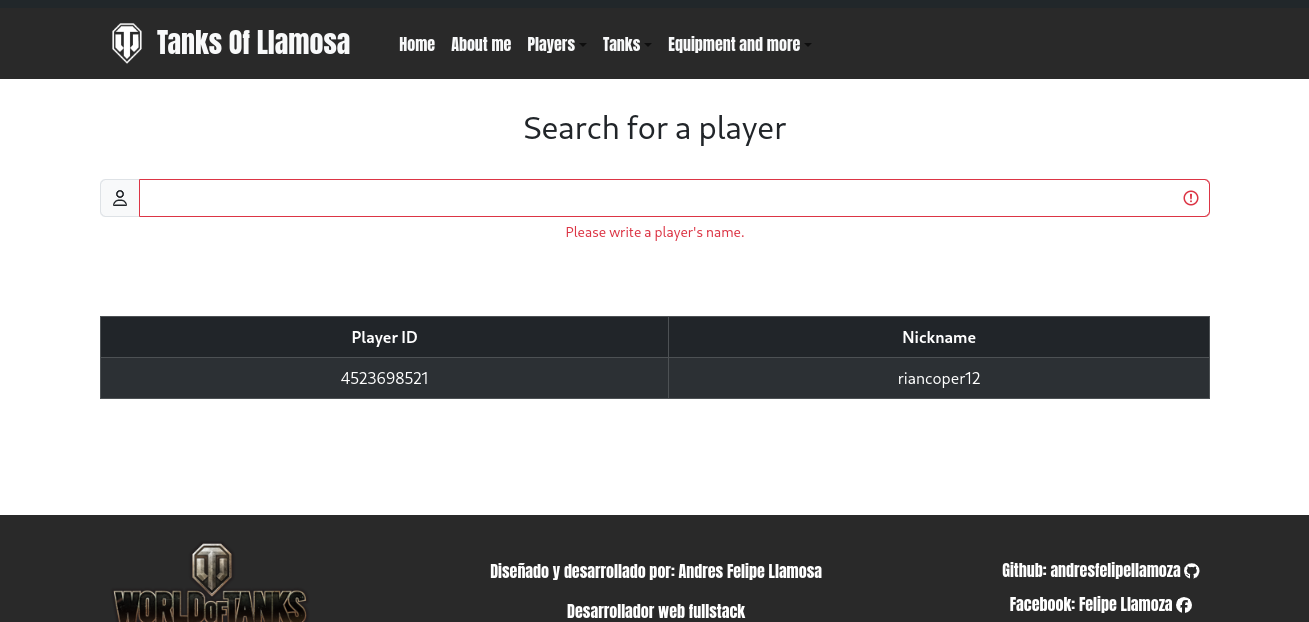 Tanks Of Llamosa
Home About me Players Tanks Equipment and more
Search for a player
Please write a player's name.
Player ID Nickname
4523698521 riancoper12
WORLD OF TANKS
Diseñado y desarrollado por: Andres Felipe Llamosa
Desarrollador web fullstack
Github: andresfelipellamoza
Facebook: Felipe Llamoza